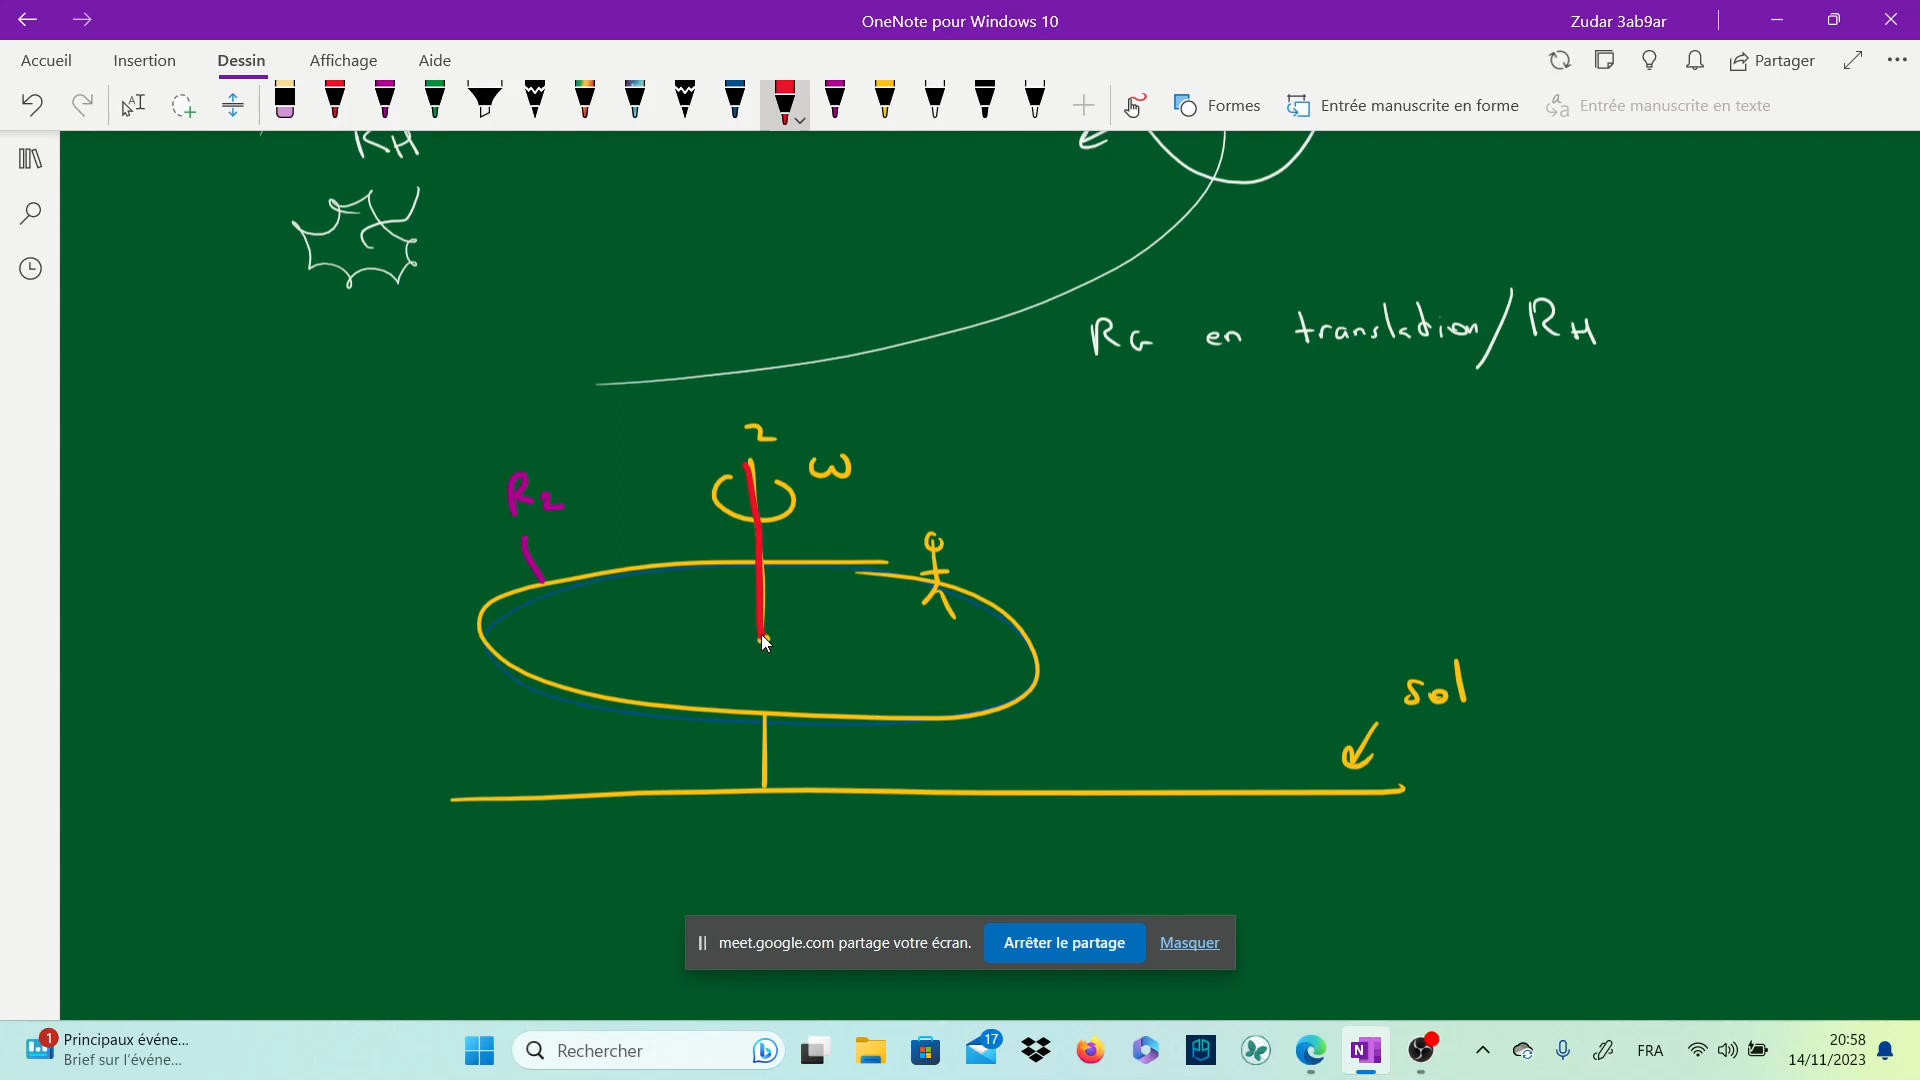 OneNote pour Windows 10
Zudar 3ab9ar
Accueil
Insertion
Dessin
Affichage
Aide
Partager
Formes
Entrée manuscrite en forme
Entrée manuscrite en texte
RH
RG en translation/RH
z
ω
R2
sol
meet.google.com partage votre écran.
Arrêter le partage
Masquer
1
Principaux événe...
Brief sur l'événe...
Rechercher
17
FRA
20:58
14/11/2023